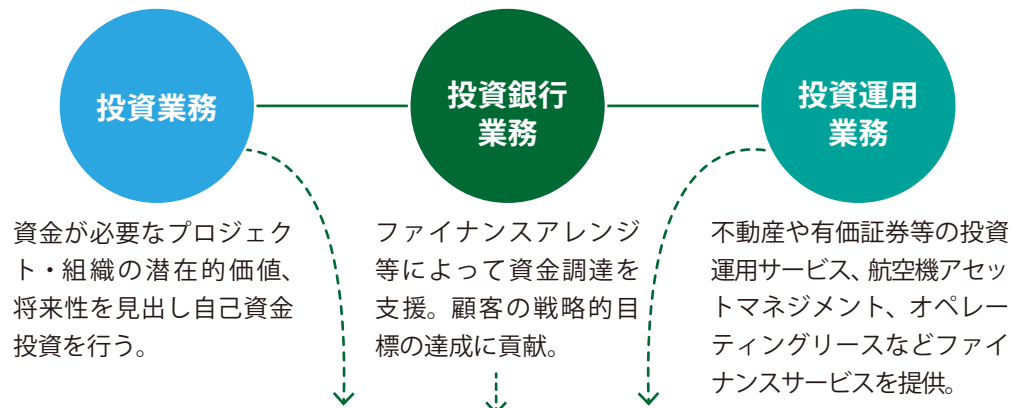 投資業務
投資銀行
業務
投資運用
業務
資金が必要なプロジェク
ト・組織の潜在的価値、
将来性を見出し自己資金
投資を行う。
ファイナンスアレンジ
等によって資金調達を
支援。顧客の戦略的目
標の達成に貢献。
不動産や有価証券等の投資
運用サービス、航空機アセッ
トマネジメント、オペレー
ティングリースなどファイ
ナンスサービスを提供。